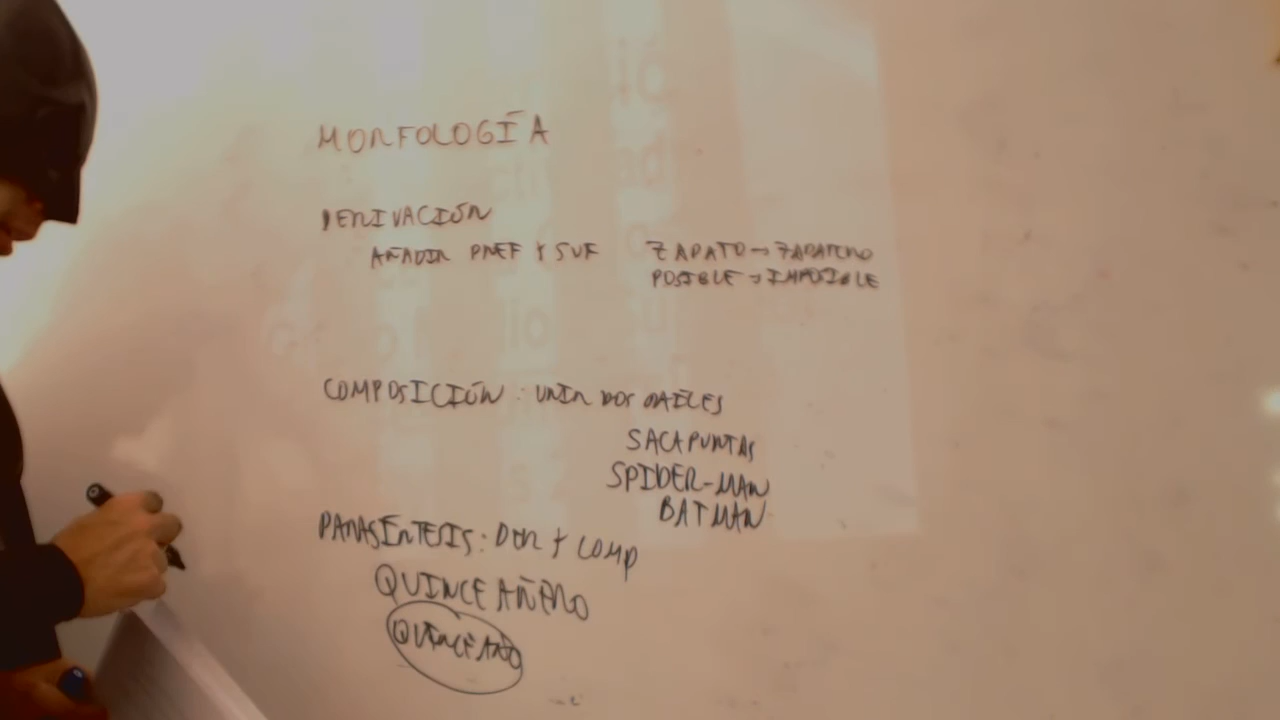 MORFOLOGÍA
DERIVACIÓN
AÑADIR PREF Y SUF ZAPATO → ZAPATERO
POSIBLE → IMPOSIBLE
COMPOSICIÓN : UNIR DOS RAÍCES
SACAPUNTAS
SPIDER-MAN
BATMAN
PARASÍNTESIS: DER + COMP
QUINCEAÑERO
QUINCEAÑO